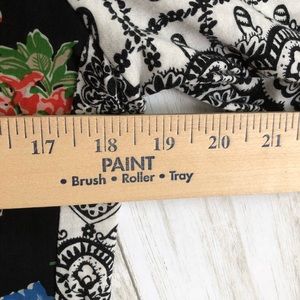 17 18 19 20 21
PAINT
• Brush • Roller • Tray